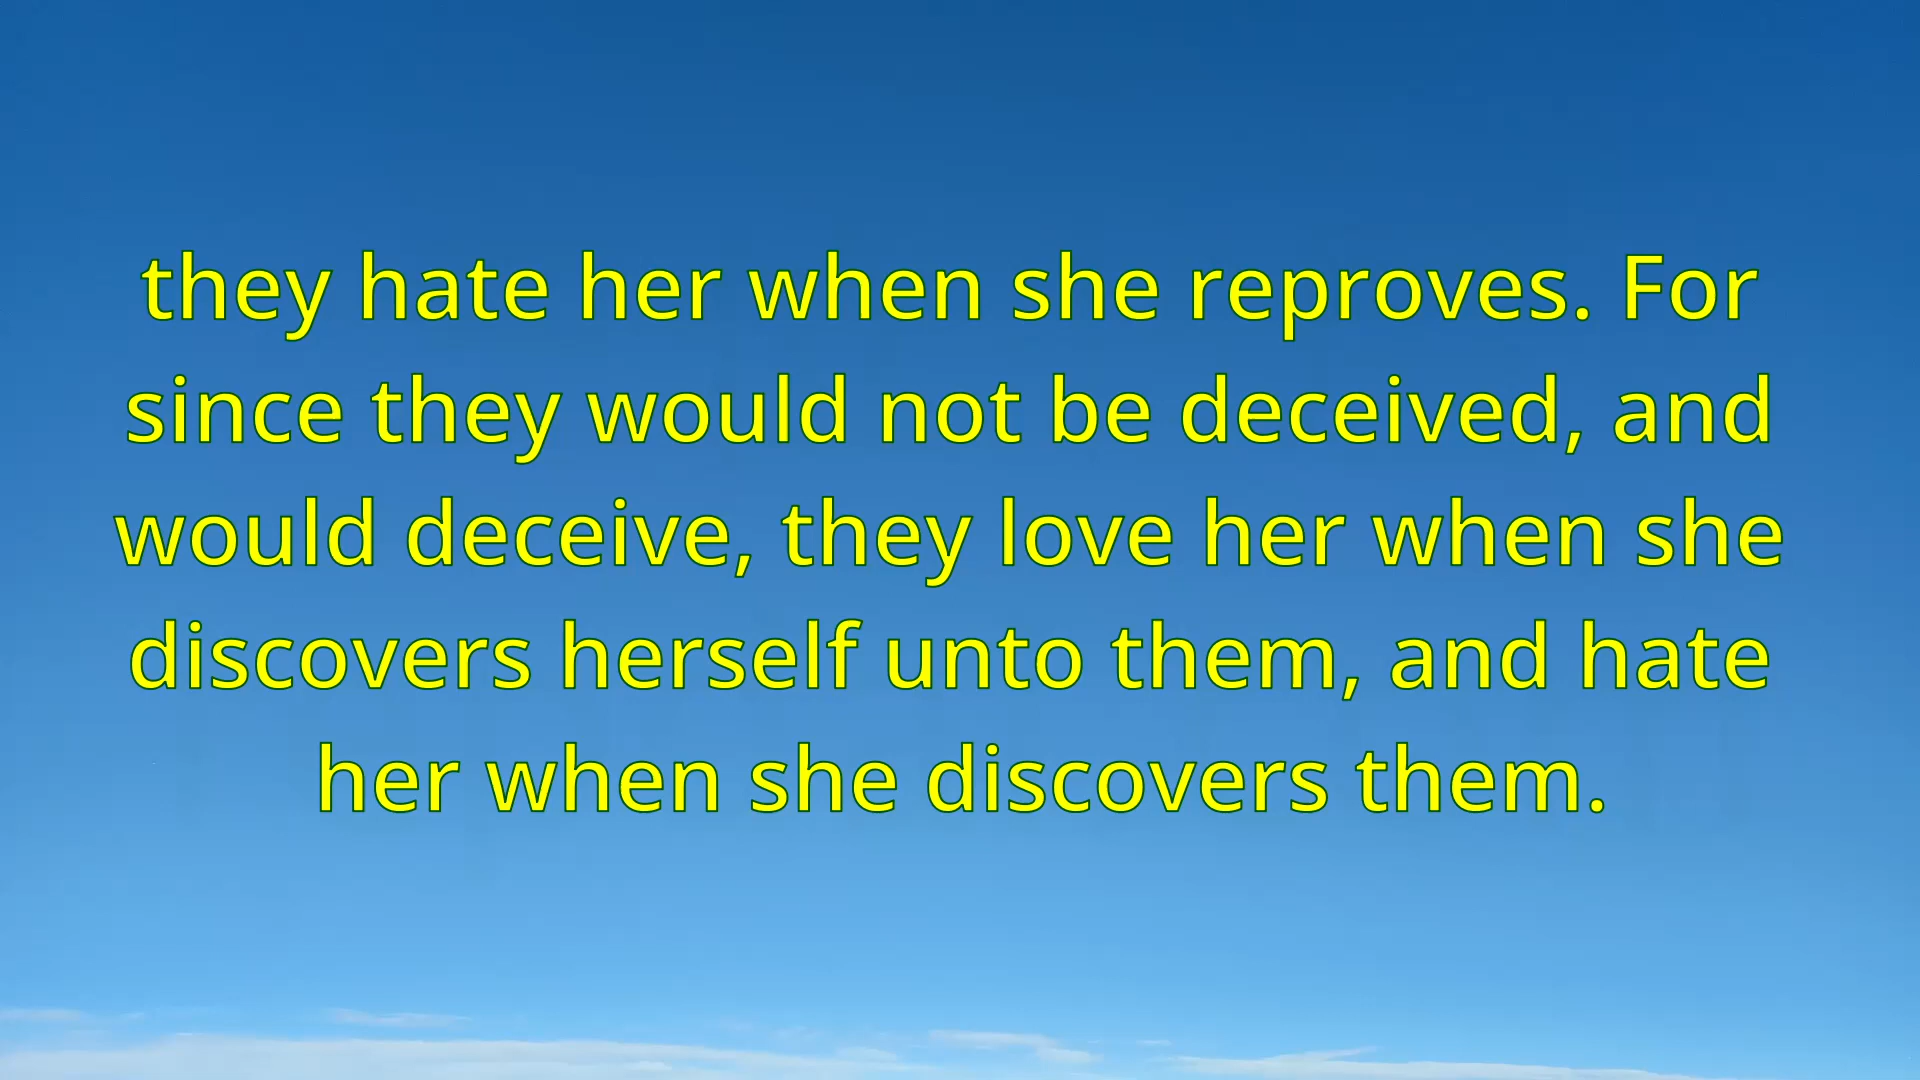 they hate her when she reproves. For
since they would not be deceived, and
would deceive, they love her when she
discovers herself unto them, and hate
her when she discovers them.